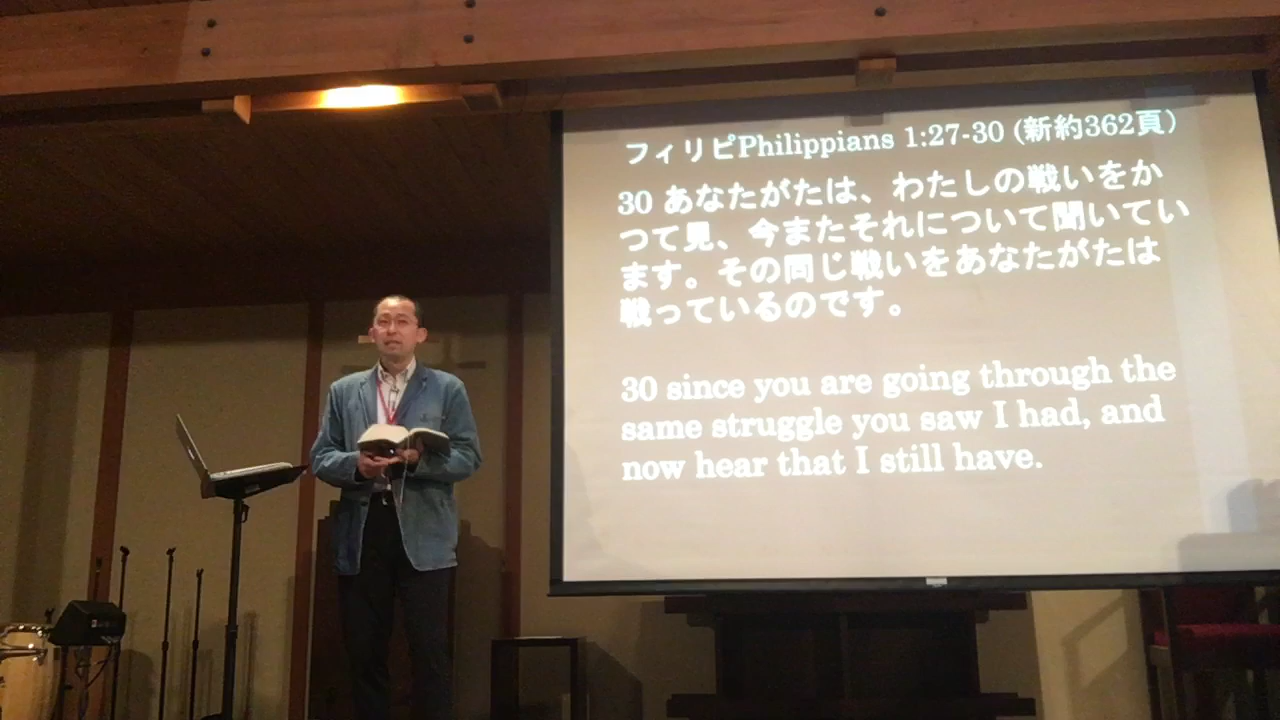 フィリピPhilippians 1:27-30 (新約362頁)
30 あなたがたは、わたしの戦いをか
つて見、今またそれについて聞いてい
ます。その同じ戦いをあなたがたは
戦っているのです。
30 since you are going through the
same struggle you saw I had, and
now hear that I still have.